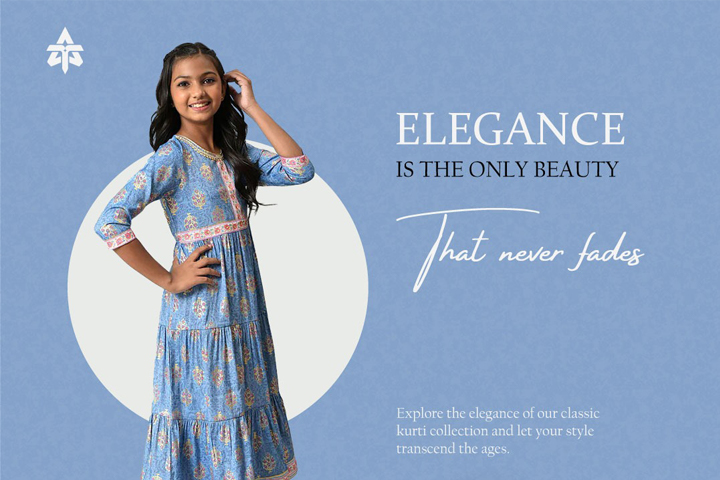 ELEGANCE
IS THE ONLY BEAUTY
That never fades
Explore the elegance of our classic
kurti collection and let your style
transcend the ages.